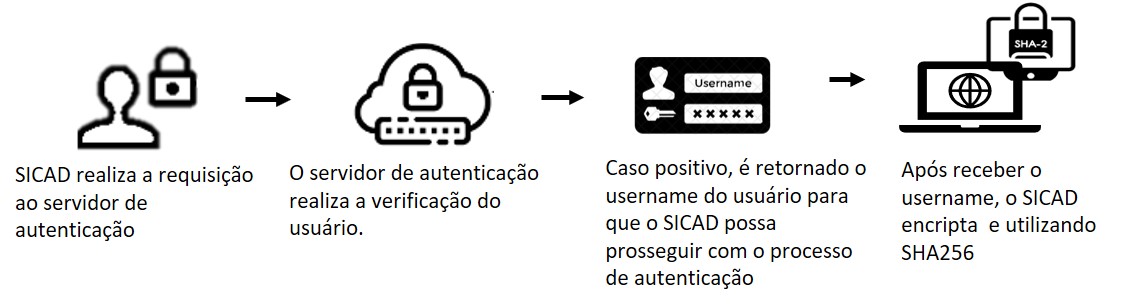 SHA-2
Username
×××××
SICAD realiza a requisição
ao servidor de
autenticação
O servidor de autenticação
realiza a verificação do
usuário.
Caso positivo, é retornado o
username do usuário para
que o SICAD possa
prosseguir com o processo
de autenticação
Após receber o
username, o SICAD
encripta e utilizando
SHA256